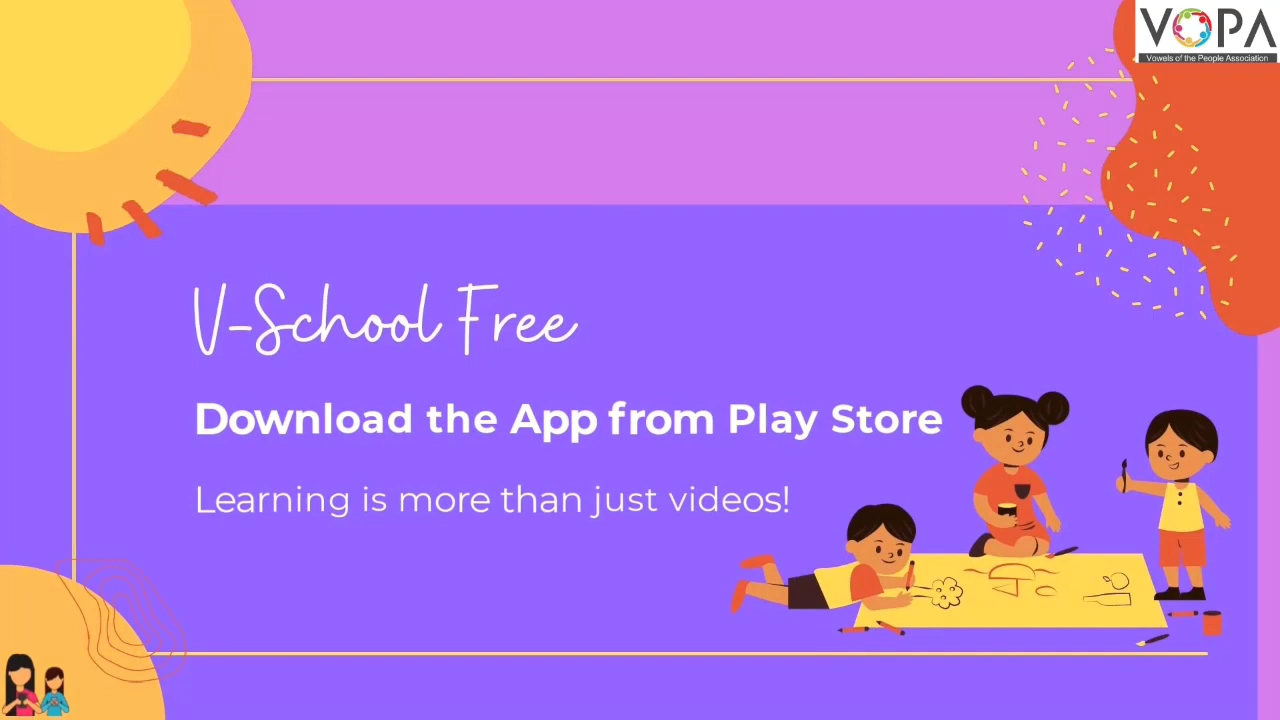 VOPA
Vowels of the People Association
V-School Free
Download the App from Play Store
Learning is more than just videos!